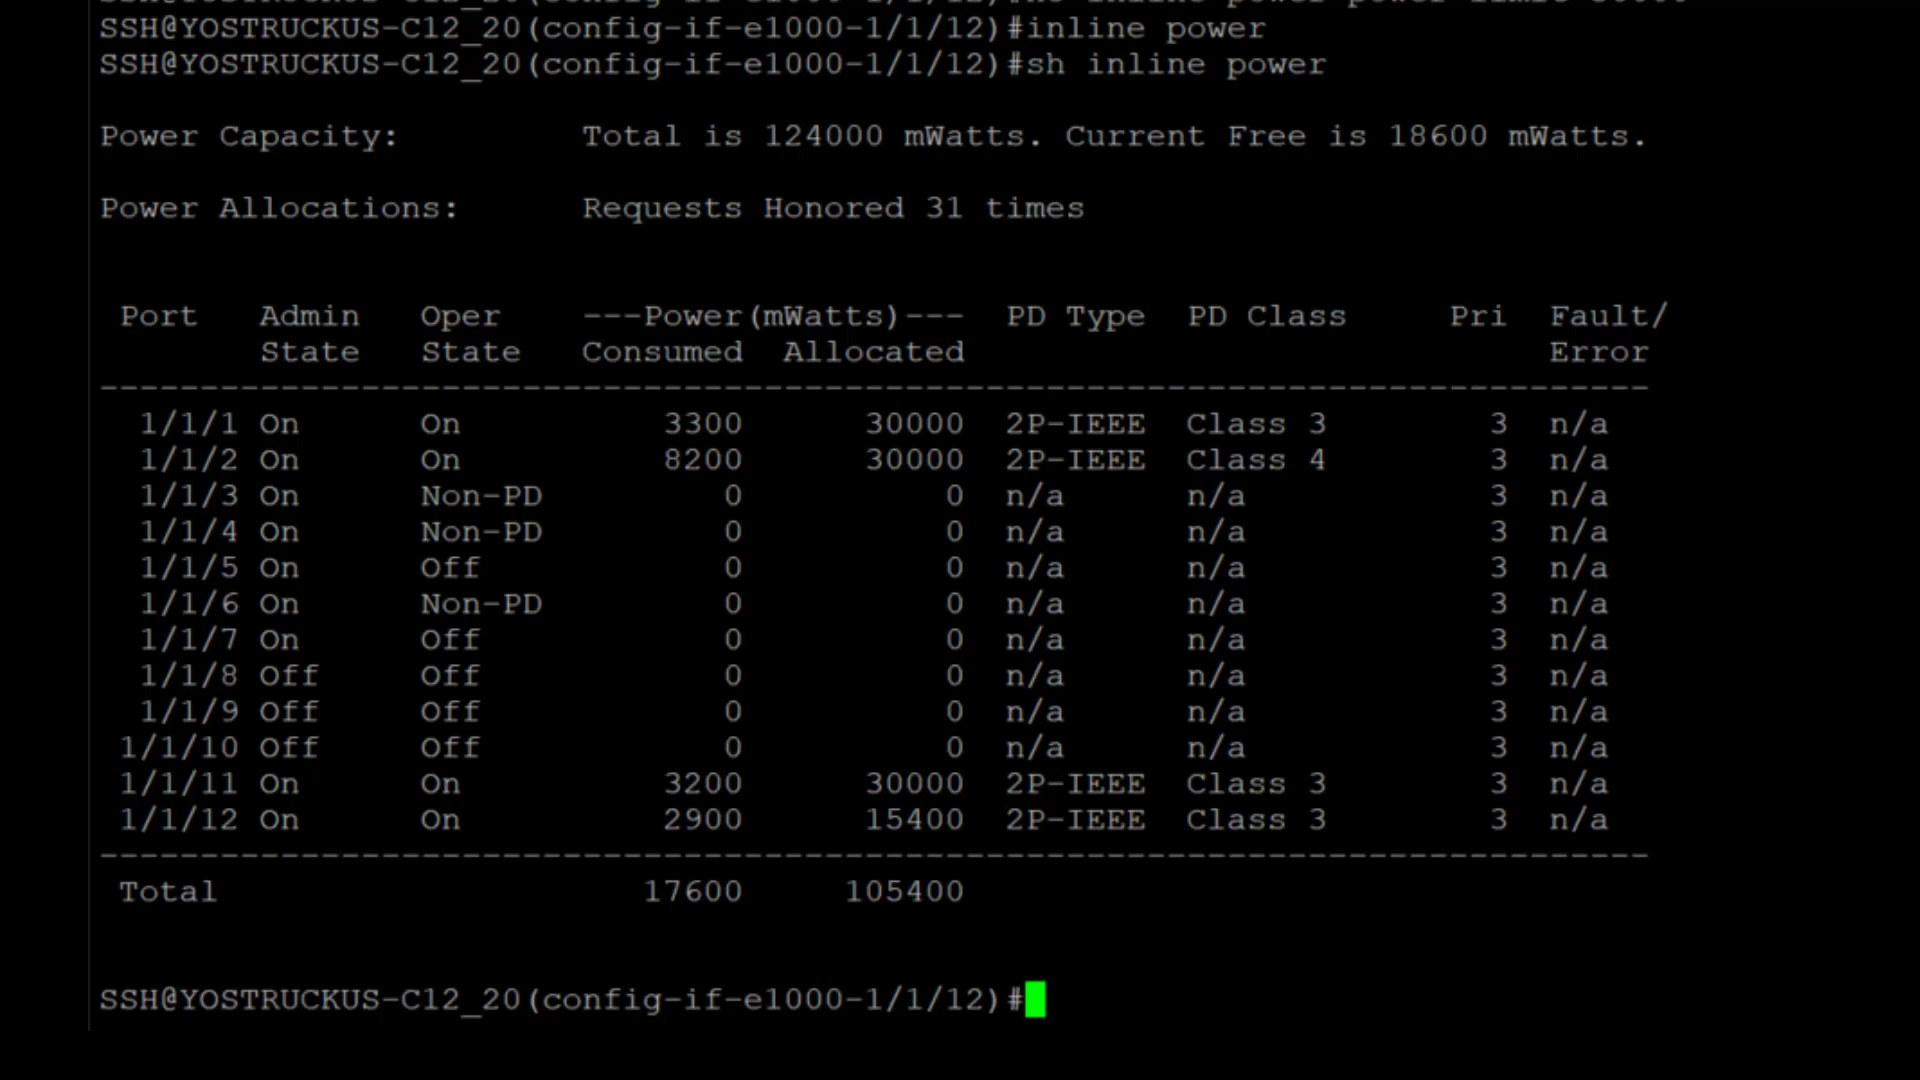 SSH@YOSTRUCKUS-C12_20(config-if-e1000-1/1/12)#inline power
SSH@YOSTRUCKUS-C12_20(config-if-e1000-1/1/12)#sh inline power
Power Capacity: Total is 124000 mWatts. Current Free is 18600 mWatts.
Power Allocations: Requests Honored 31 times
Port Admin Oper ---Power(mWatts)--- PD Type PD Class Pri Fault/
State State Consumed Allocated Error
--------------------------------------------------------------------------
1/1/1 On On 3300 30000 2P-IEEE Class 3 3 n/a
1/1/2 On On 8200 30000 2P-IEEE Class 4 3 n/a
1/1/3 On Non-PD 0 0 n/a n/a 3 n/a
1/1/4 On Non-PD 0 0 n/a n/a 3 n/a
1/1/5 On Off 0 0 n/a n/a 3 n/a
1/1/6 On Non-PD 0 0 n/a n/a 3 n/a
1/1/7 On Off 0 0 n/a n/a 3 n/a
1/1/8 Off Off 0 0 n/a n/a 3 n/a
1/1/9 Off Off 0 0 n/a n/a 3 n/a
1/1/10 Off Off 0 0 n/a n/a 3 n/a
1/1/11 On On 3200 30000 2P-IEEE Class 3 3 n/a
1/1/12 On On 2900 15400 2P-IEEE Class 3 3 n/a
--------------------------------------------------------------------------
Total 17600 105400
SSH@YOSTRUCKUS-C12_20(config-if-e1000-1/1/12)#